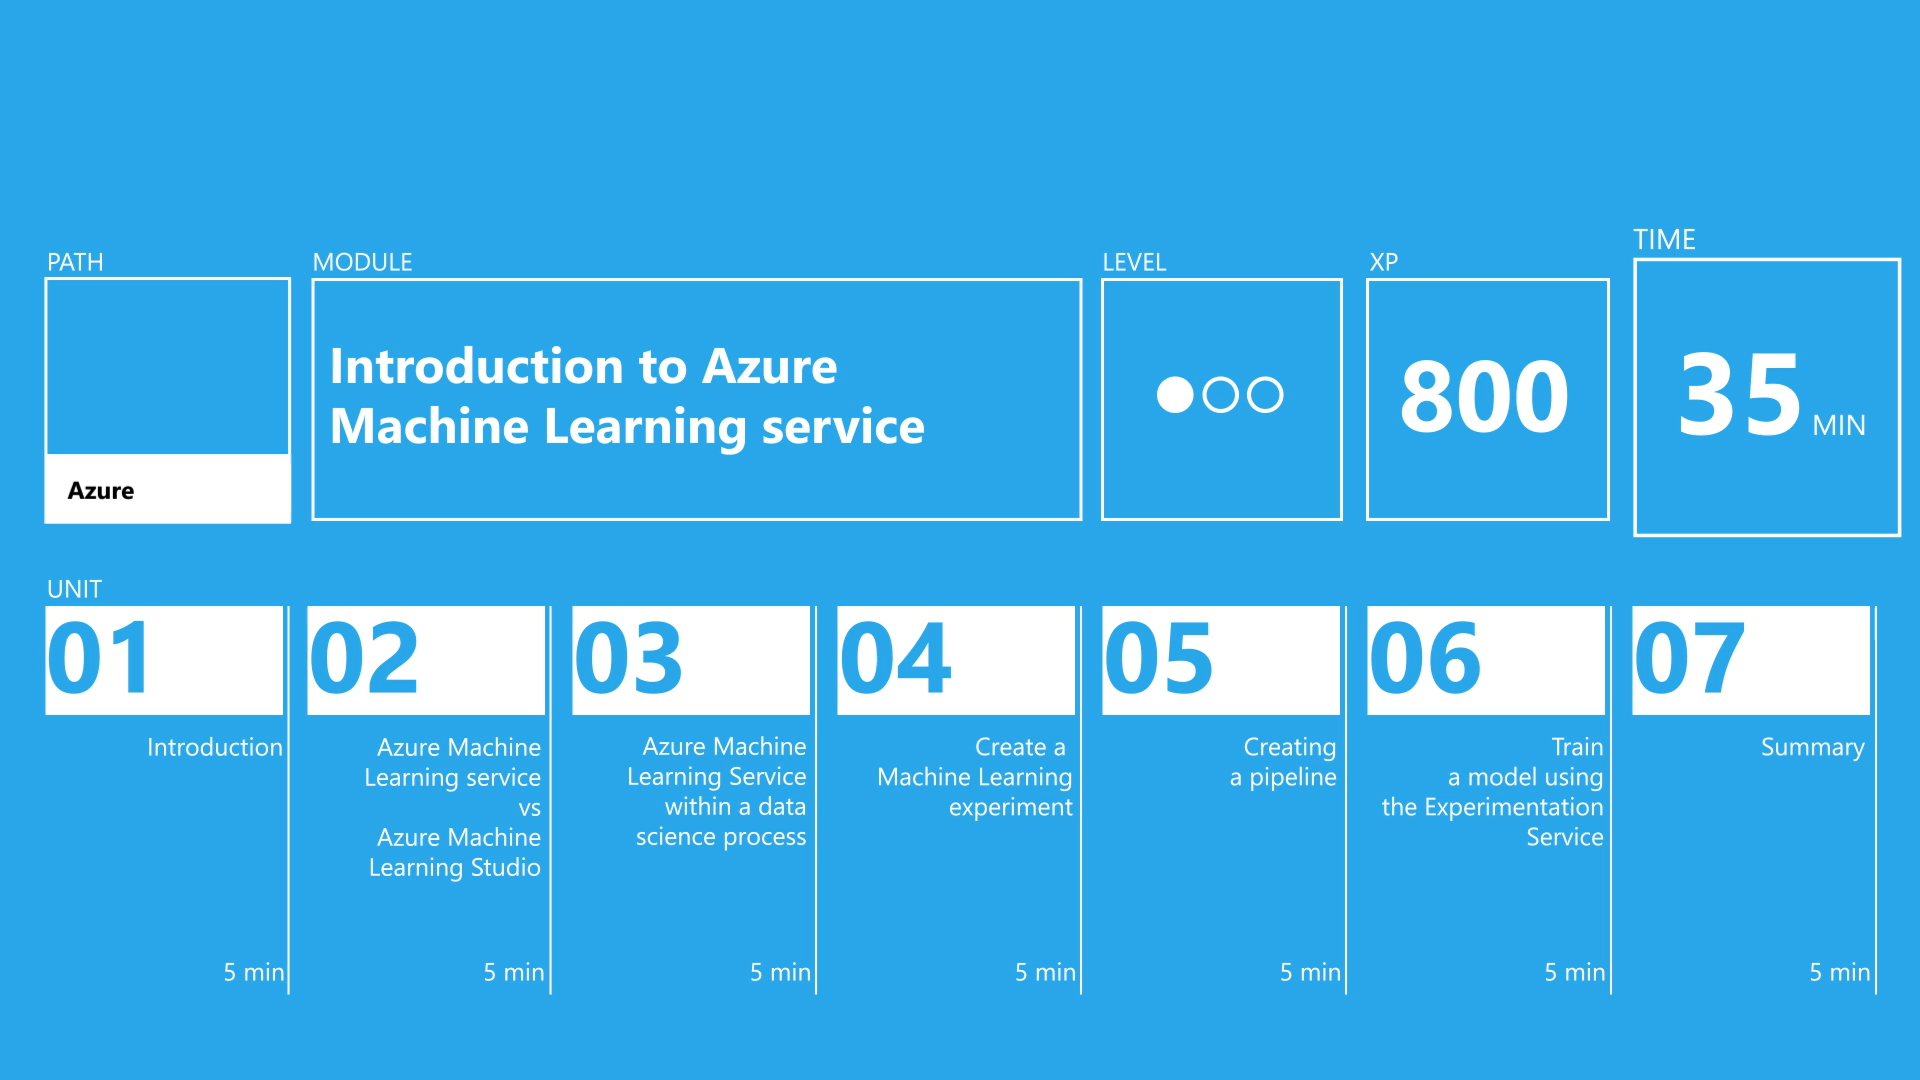 PATH
Azure
MODULE
Introduction to Azure
Machine Learning service
LEVEL
XP
800
TIME
35 MIN
UNIT
01
Introduction
5 min
02
Azure Machine
Learning service
vs
Azure Machine
Learning Studio
5 min
03
Azure Machine
Learning Service
within a data
science process
5 min
04
Create a
Machine Learning
experiment
5 min
05
Creating
a pipeline
5 min
06
Train
a model using
the Experimentation
Service
5 min
07
Summary
5 min